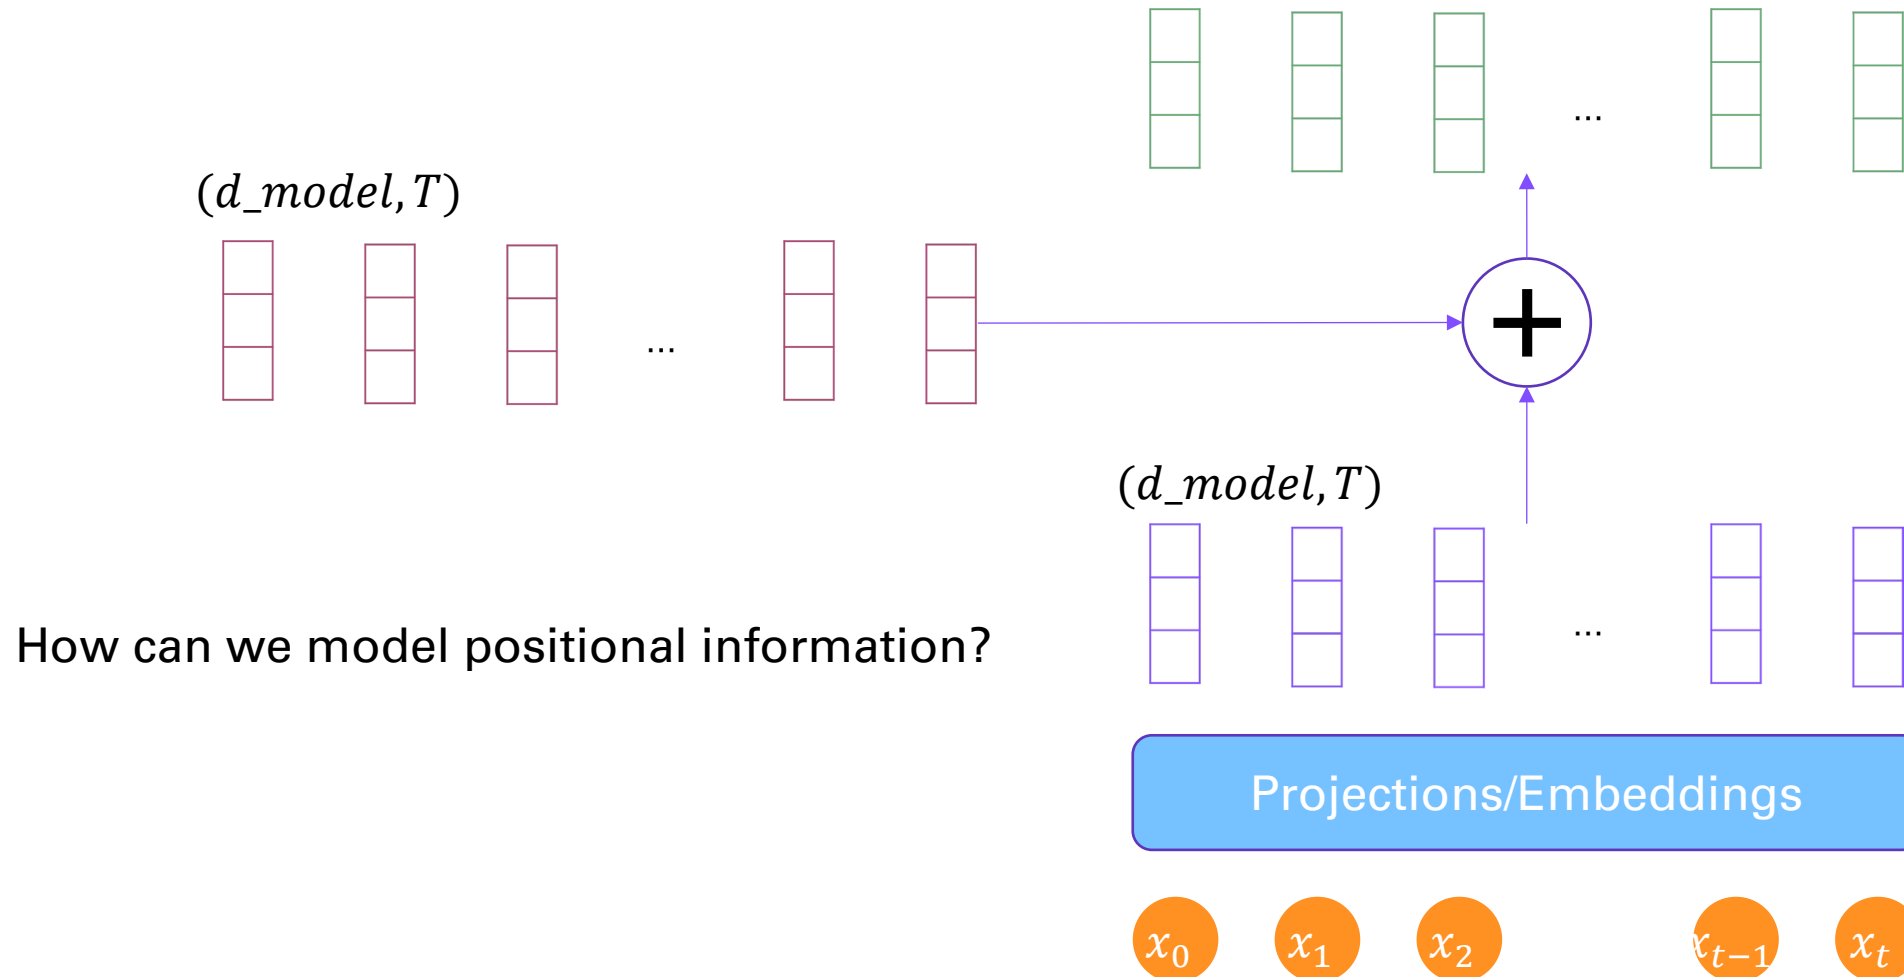 ...
(d_model, T)
...
+
(d_model, T)
...
How can we model positional information?
Projections/Embeddings
x₀ x₁ x₂ xₜ₋₁ xₜ